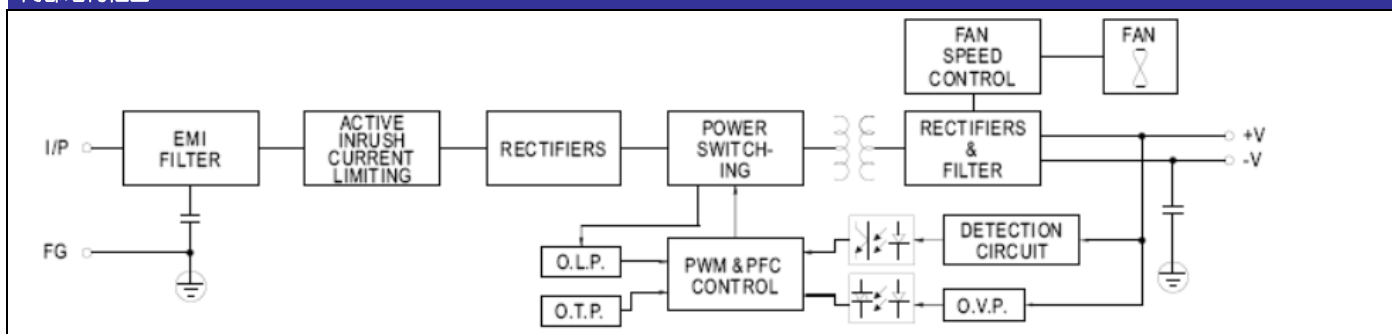 FAN
SPEED
CONTROL
FAN
I/P
EMI
FILTER
ACTIVE
INRUSH
CURRENT
LIMITING
RECTIFIERS
POWER
SWITCH-
ING
RECTIFIERS
&
FILTER
+V
-V
FG
O.L.P.
O.T.P.
PWM & PFC
CONTROL
DETECTION
CIRCUIT
O.V.P.